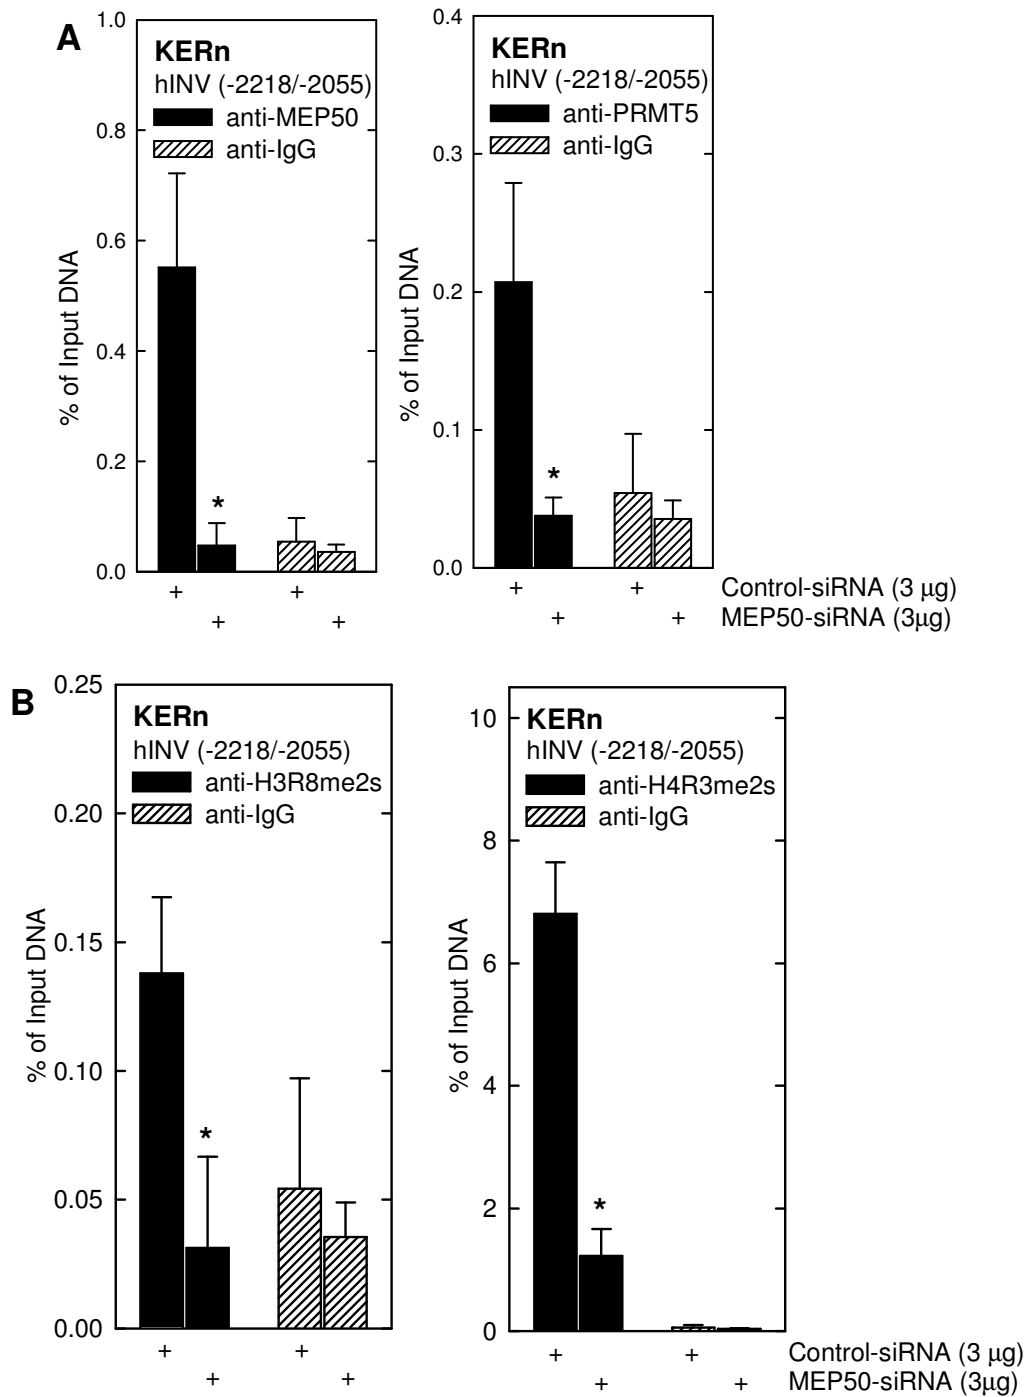 A
KERn
hINV (-2218/-2055)
anti-MEP50
anti-IgG
% of Input DNA
1.0
0.8
0.6
0.4
0.2
0.0
*
+
+
+
+
KERn
hINV (-2218/-2055)
anti-PRMT5
anti-IgG
% of Input DNA
0.4
0.3
0.2
0.1
0.0
*
+
+
Control-siRNA (3 μg)
+
+
MEP50-siRNA (3μg)
B
KERn
hINV (-2218/-2055)
anti-H3R8me2s
anti-IgG
% of Input DNA
0.25
0.20
0.15
0.10
0.05
0.00
*
+
+
+
+
KERn
hINV (-2218/-2055)
anti-H4R3me2s
anti-IgG
% of Input DNA
10
8
6
4
2
0
*
+
+
Control-siRNA (3 μg)
+
+
MEP50-siRNA (3μg)